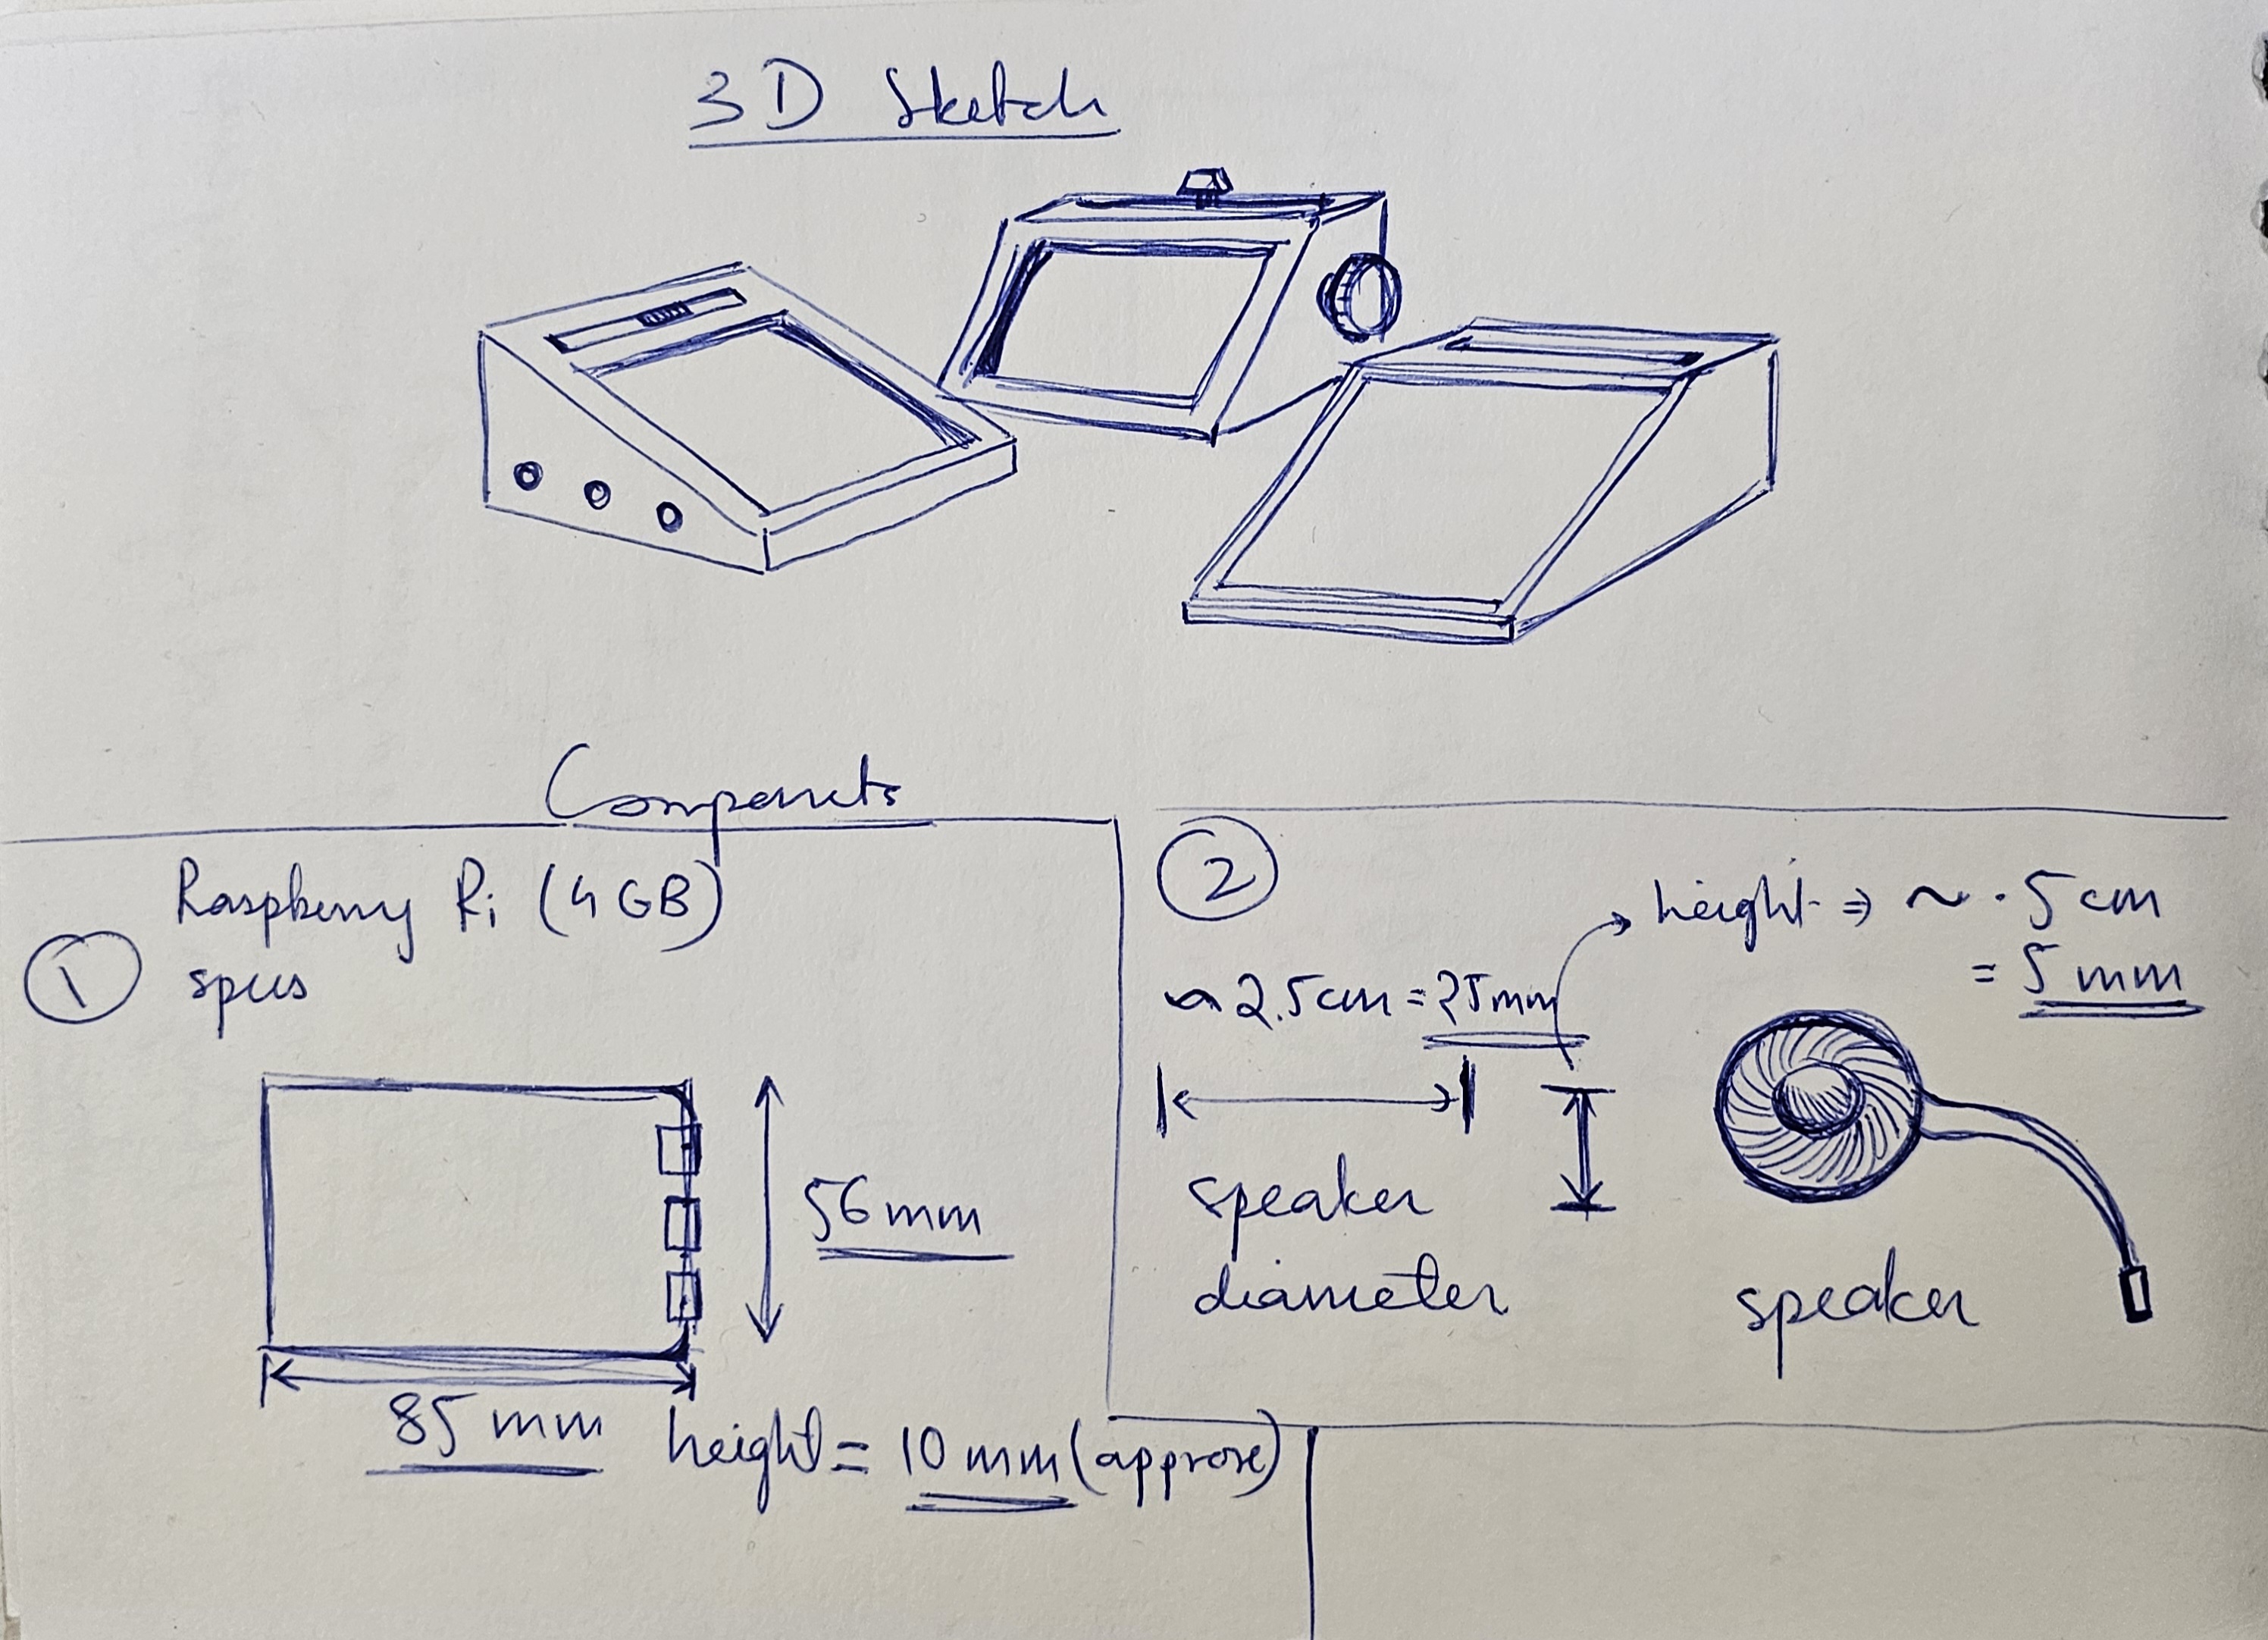 3D Sketch
Components
①
Raspberry Pi (4 GB)
specs
56mm
85 mm
height = 10 mm (approx)
②
height ⇒ ~ .5 cm
= 5 mm
~ 2.5cm = 25mm
speaker
diameter
speaker